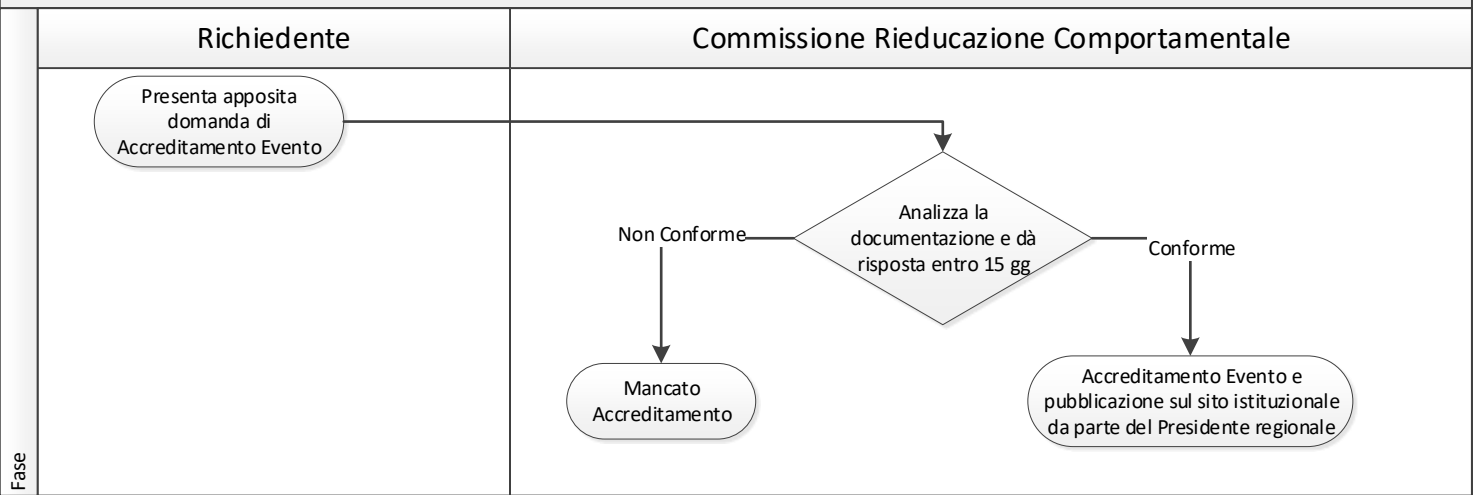 Richiedente
Commissione Rieducazione Comportamentale
Presenta apposita
domanda di
Accreditamento Evento
Analizza la
documentazione e dà
risposta entro 15 gg
Non Conforme
Conforme
Mancato
Accreditamento
Accreditamento Evento e
pubblicazione sul sito istituzionale
da parte del Presidente regionale
Fase